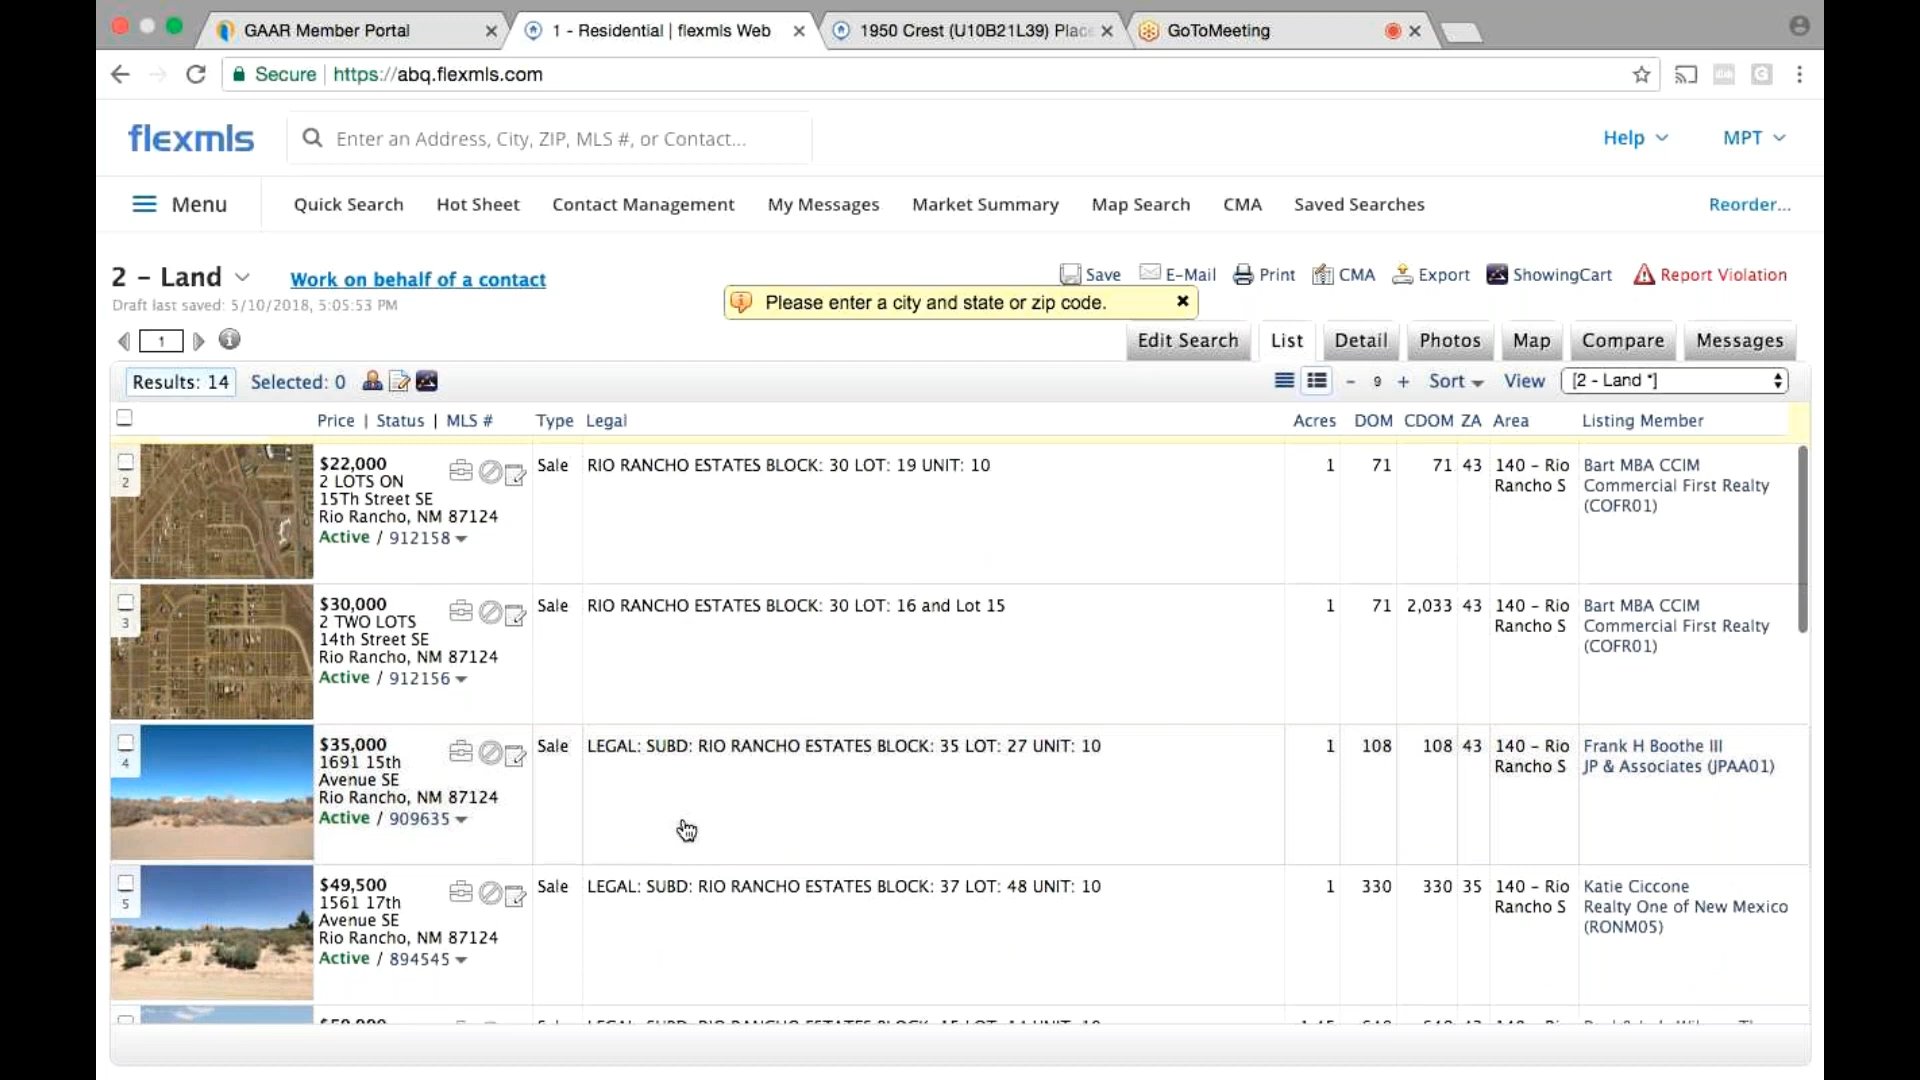 GAAR Member Portal
1 - Residential | flexmls Web
1950 Crest (U10B21L39) Plac
GoToMeeting
Secure
https://abq.flexmls.com
flexmls
Enter an Address, City, ZIP, MLS #, or Contact...
Help
MPT
Menu
Quick Search
Hot Sheet
Contact Management
My Messages
Market Summary
Map Search
CMA
Saved Searches
Reorder...
2 - Land
Work on behalf of a contact
Save
E-Mail
Print
CMA
Export
ShowingCart
Report Violation
Draft last saved: 5/10/2018, 5:05:53 PM
Please enter a city and state or zip code.
1
Edit Search
List
Detail
Photos
Map
Compare
Messages
Results: 14
Selected: 0
- 9 +
Sort
View
[2 - Land *]
Price | Status | MLS #
Type
Legal
Acres
DOM
CDOM
ZA
Area
Listing Member
2
$22,000
2 LOTS ON
15Th Street SE
Rio Rancho, NM 87124
Active / 912158
Sale
RIO RANCHO ESTATES BLOCK: 30 LOT: 19 UNIT: 10
1
71
71
43
140 - Rio
Rancho S
Bart MBA CCIM
Commercial First Realty
(COFR01)
3
$30,000
2 TWO LOTS
14th Street SE
Rio Rancho, NM 87124
Active / 912156
Sale
RIO RANCHO ESTATES BLOCK: 30 LOT: 16 and Lot 15
1
71
2,033
43
140 - Rio
Rancho S
Bart MBA CCIM
Commercial First Realty
(COFR01)
4
$35,000
1691 15th
Avenue SE
Rio Rancho, NM 87124
Active / 909635
Sale
LEGAL: SUBD: RIO RANCHO ESTATES BLOCK: 35 LOT: 27 UNIT: 10
1
108
108
43
140 - Rio
Rancho S
Frank H Boothe III
JP & Associates (JPAA01)
5
$49,500
1561 17th
Avenue SE
Rio Rancho, NM 87124
Active / 894545
Sale
LEGAL: SUBD: RIO RANCHO ESTATES BLOCK: 37 LOT: 48 UNIT: 10
1
330
330
35
140 - Rio
Rancho S
Katie Ciccone
Realty One of New Mexico
(RONM05)